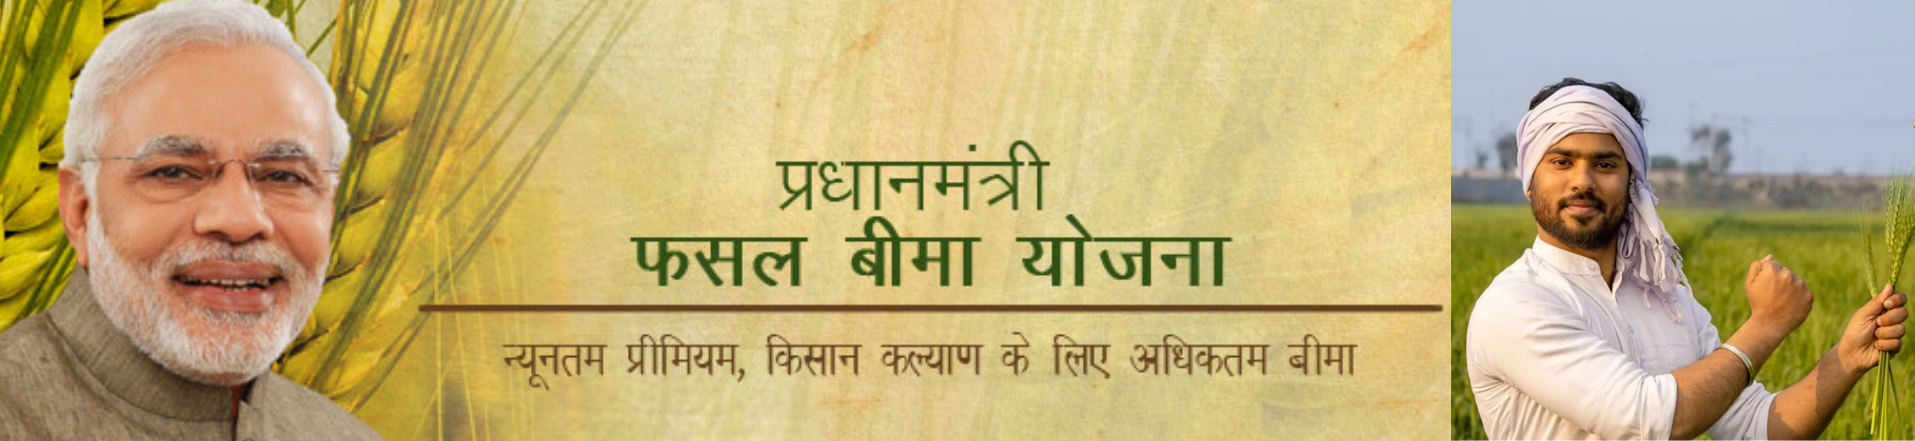 प्रधानमंत्री
फसल बीमा योजना
न्यूनतम प्रीमियम, किसान कल्याण के लिए अधिकतम बीमा